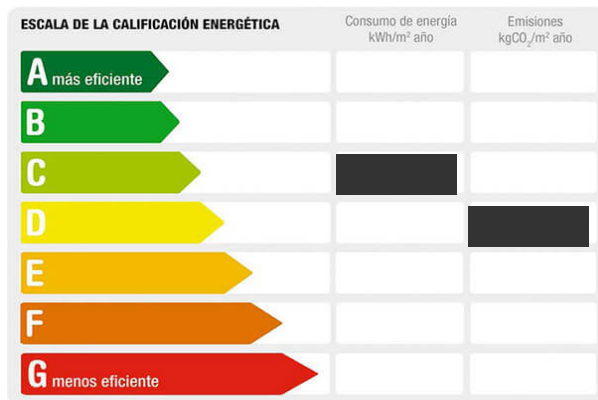 ESCALA DE LA CALIFICACIÓN ENERGÉTICA
Consumo de energía
kWh/m² año
Emisiones
kgCO₂/m² año
A más eficiente
B
C
D
E
F
G menos eficiente